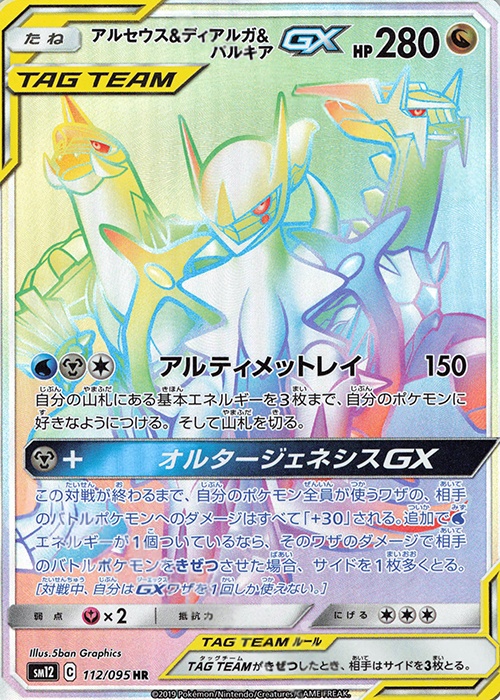 たね アルセウス&ディアルガ&パルキアGX HP 280
TAG TEAM
アルティメットレイ 150
自分の山札にある基本エネルギーを3枚まで、自分のポケモンに
好きなようにつける。そして山札を切る。
+ オルタージェネシスGX
この対戦が終わるまで、自分のポケモン全員が使うワザの、相手
のバトルポケモンへのダメージはすべて「+30」される。追加で
エネルギーが1個ついているなら、そのワザのダメージで相手
のバトルポケモンをきぜつさせた場合、サイドを1枚多くとる。
[対戦中、自分はGXワザを1回しか使えない。]
弱点 ×2 抵抗力 にげる
TAG TEAM ルール
Illus.5ban Graphics
TAG TEAMがきぜつしたとき、相手はサイドを3枚とる。
sm12 C 112/095 HR
©2019 Pokémon/Nintendo/Creatures/GAME FREAK.